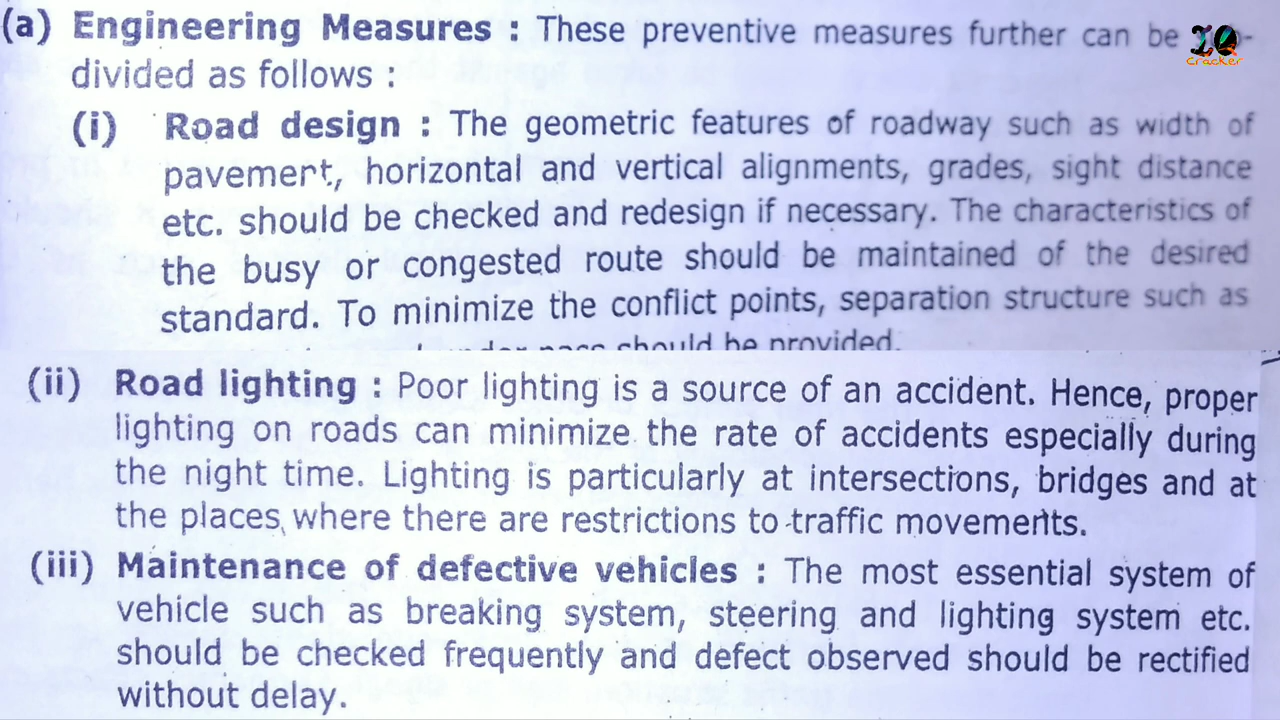 (a) Engineering Measures : These preventive measures further can be
IQ
Cracker
divided as follows :
(i) Road design : The geometric features of roadway such as width of
pavement, horizontal and vertical alignments, grades, sight distance
etc. should be checked and redesign if necessary. The characteristics of
the busy or congested route should be maintained of the desired
standard. To minimize the conflict points, separation structure such as
should be provided.
(ii) Road lighting : Poor lighting is a source of an accident. Hence, proper
lighting on roads can minimize the rate of accidents especially during
the night time. Lighting is particularly at intersections, bridges and at
the places where there are restrictions to traffic movements.
(iii) Maintenance of defective vehicles : The most essential system of
vehicle such as breaking system, steering and lighting system etc.
should be checked frequently and defect observed should be rectified
without delay.